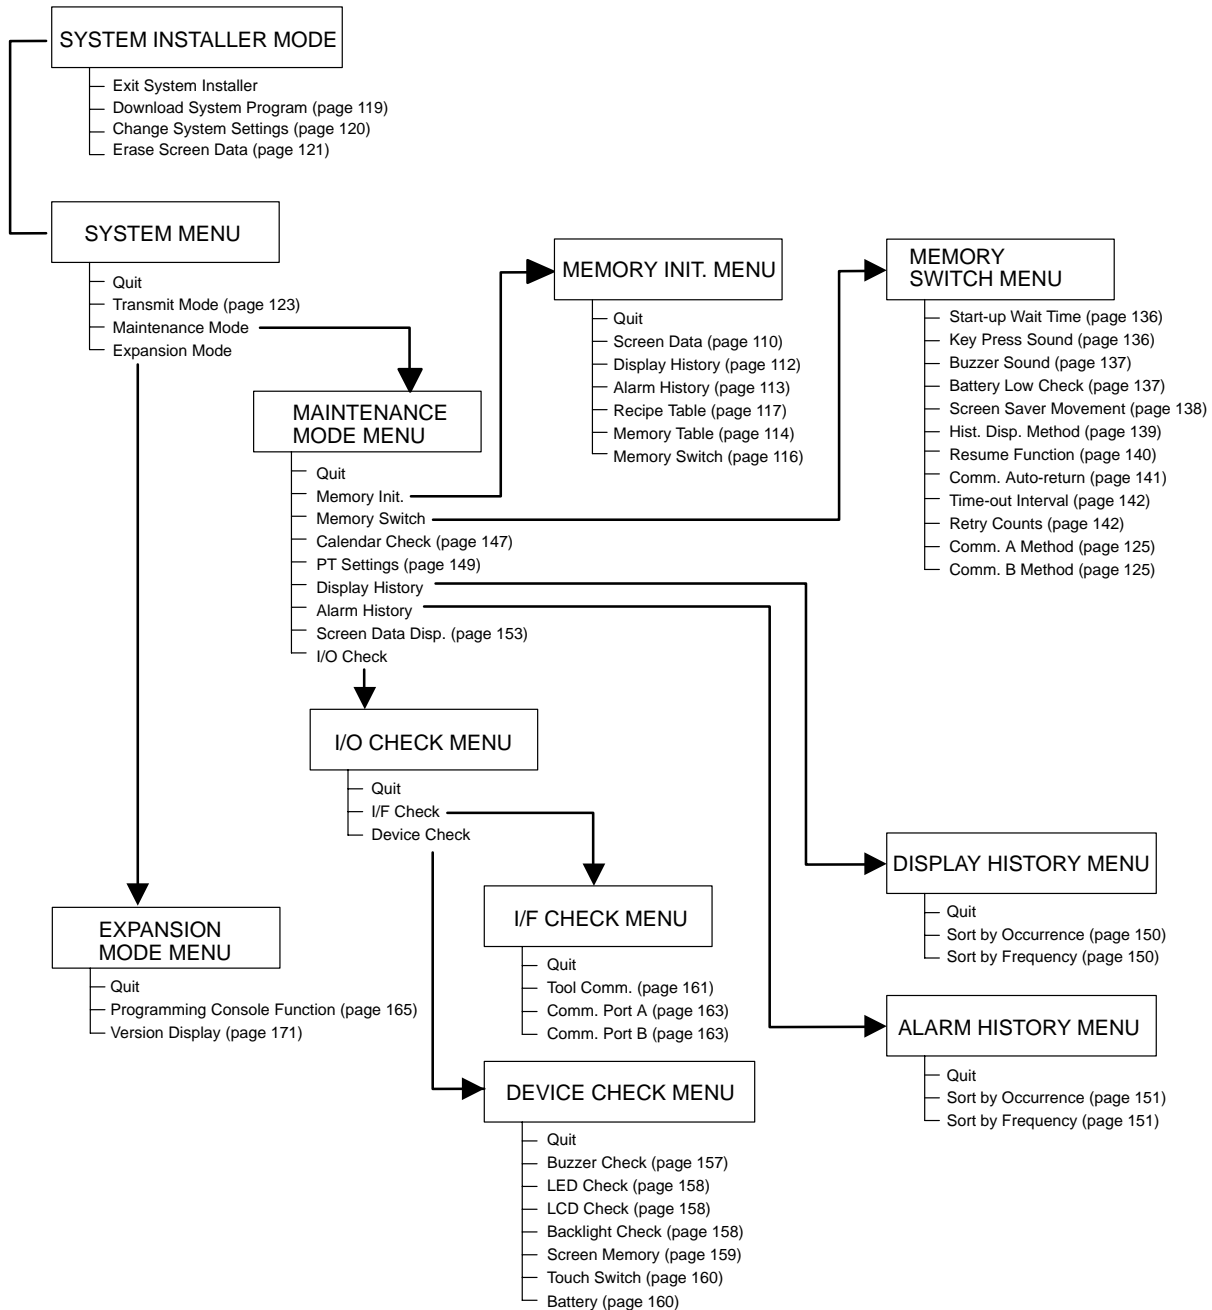 SYSTEM INSTALLER MODE
Exit System Installer
Download System Program (page 119)
Change System Settings (page 120)
Erase Screen Data (page 121)
SYSTEM MENU
Quit
Transmit Mode (page 123)
Maintenance Mode
Expansion Mode
MEMORY INIT. MENU
Quit
Screen Data (page 110)
Display History (page 112)
Alarm History (page 113)
Recipe Table (page 117)
Memory Table (page 114)
Memory Switch (page 116)
MEMORY
SWITCH MENU
Start-up Wait Time (page 136)
Key Press Sound (page 136)
Buzzer Sound (page 137)
Battery Low Check (page 137)
Screen Saver Movement (page 138)
Hist. Disp. Method (page 139)
Resume Function (page 140)
Comm. Auto-return (page 141)
Time-out Interval (page 142)
Retry Counts (page 142)
Comm. A Method (page 125)
Comm. B Method (page 125)
MAINTENANCE
MODE MENU
Quit
Memory Init.
Memory Switch
Calendar Check (page 147)
PT Settings (page 149)
Display History
Alarm History
Screen Data Disp. (page 153)
I/O Check
I/O CHECK MENU
Quit
I/F Check
Device Check
DISPLAY HISTORY MENU
Quit
Sort by Occurrence (page 150)
Sort by Frequency (page 150)
EXPANSION
MODE MENU
Quit
Programming Console Function (page 165)
Version Display (page 171)
I/F CHECK MENU
Quit
Tool Comm. (page 161)
Comm. Port A (page 163)
Comm. Port B (page 163)
ALARM HISTORY MENU
Quit
Sort by Occurrence (page 151)
Sort by Frequency (page 151)
DEVICE CHECK MENU
Quit
Buzzer Check (page 157)
LED Check (page 158)
LCD Check (page 158)
Backlight Check (page 158)
Screen Memory (page 159)
Touch Switch (page 160)
Battery (page 160)